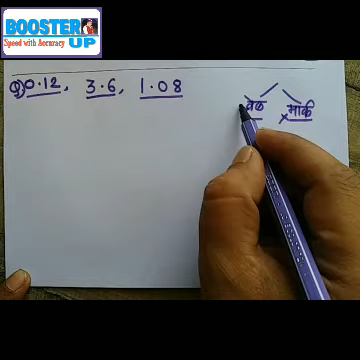 BOOSTER
Speed with Accuracy UP
Q) 0.12, 3.6, 1.08
मार्क